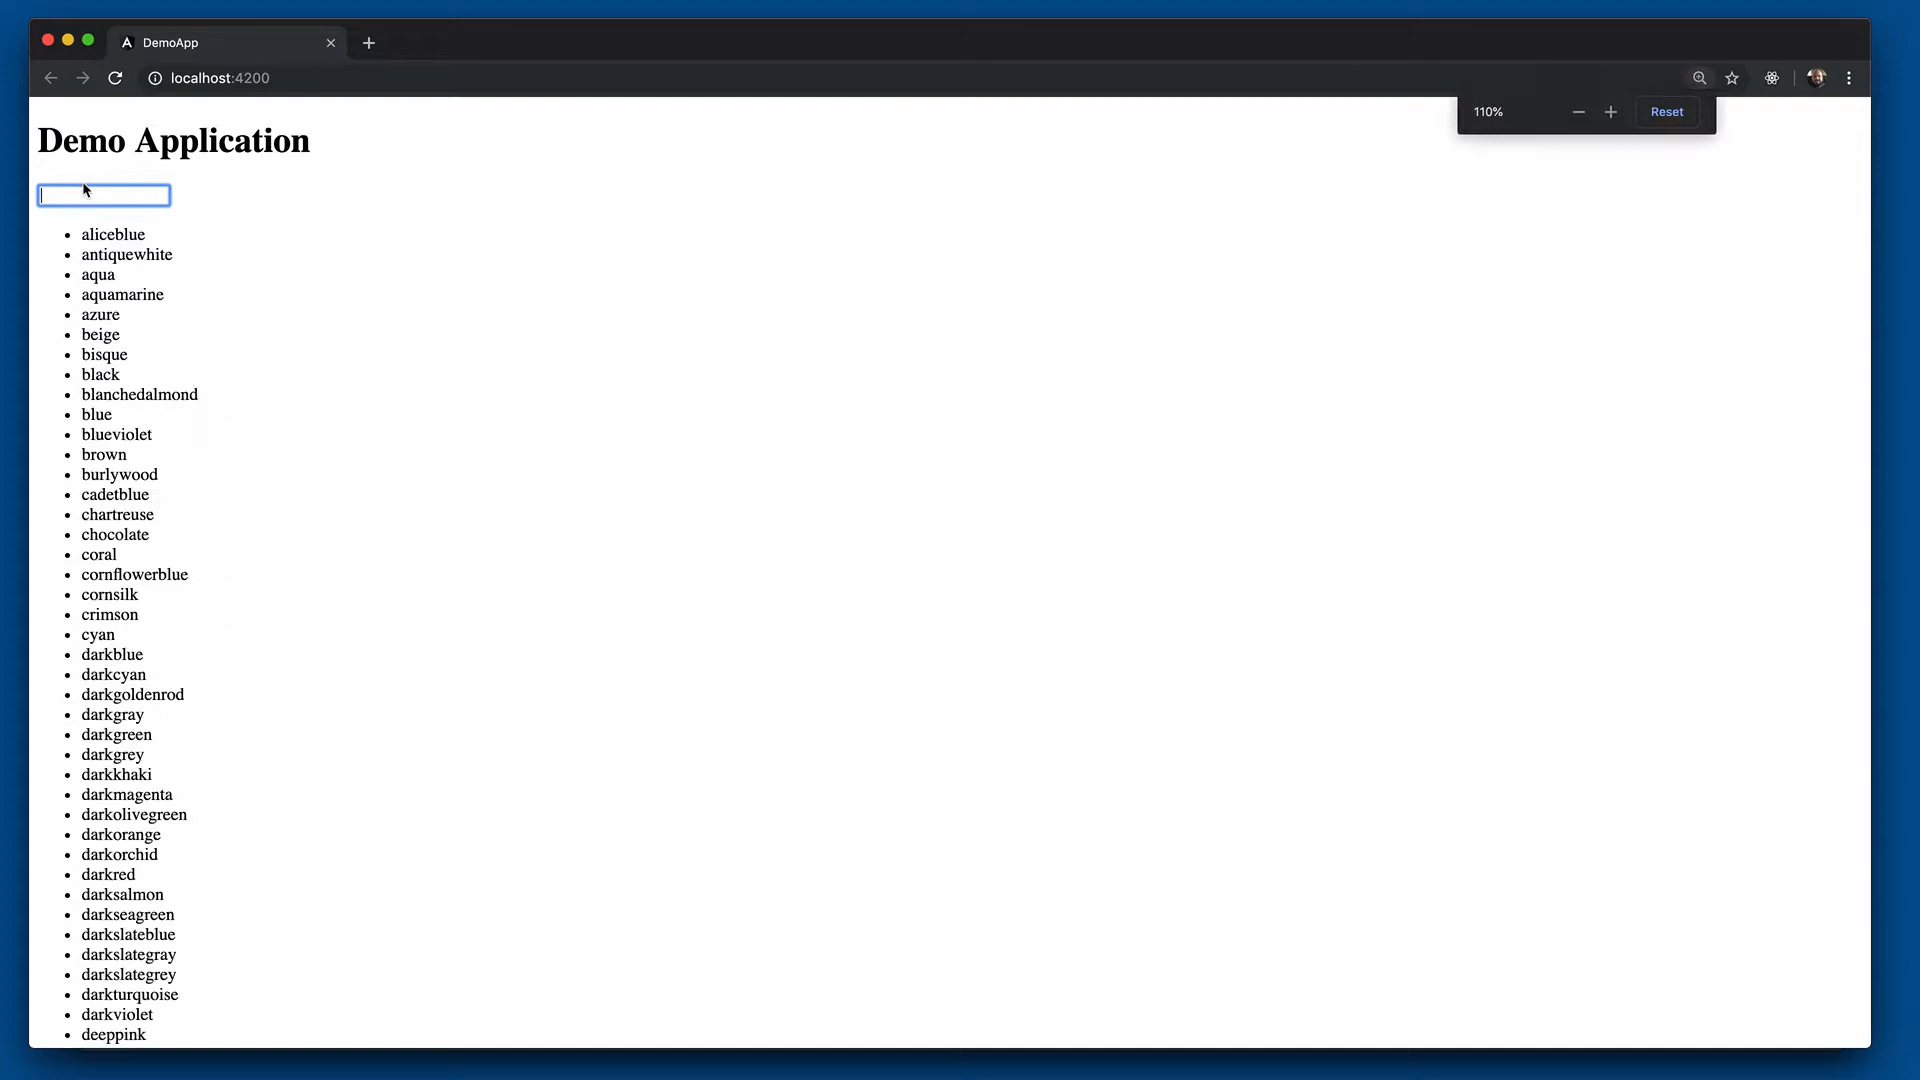 DemoApp
localhost:4200
110%
Reset
Demo Application
aliceblue
antiquewhite
aqua
aquamarine
azure
beige
bisque
black
blanchedalmond
blue
blueviolet
brown
burlywood
cadetblue
chartreuse
chocolate
coral
cornflowerblue
cornsilk
crimson
cyan
darkblue
darkcyan
darkgoldenrod
darkgray
darkgreen
darkgrey
darkkhaki
darkmagenta
darkolivegreen
darkorange
darkorchid
darkred
darksalmon
darkseagreen
darkslateblue
darkslategray
darkslategrey
darkturquoise
darkviolet
deeppink